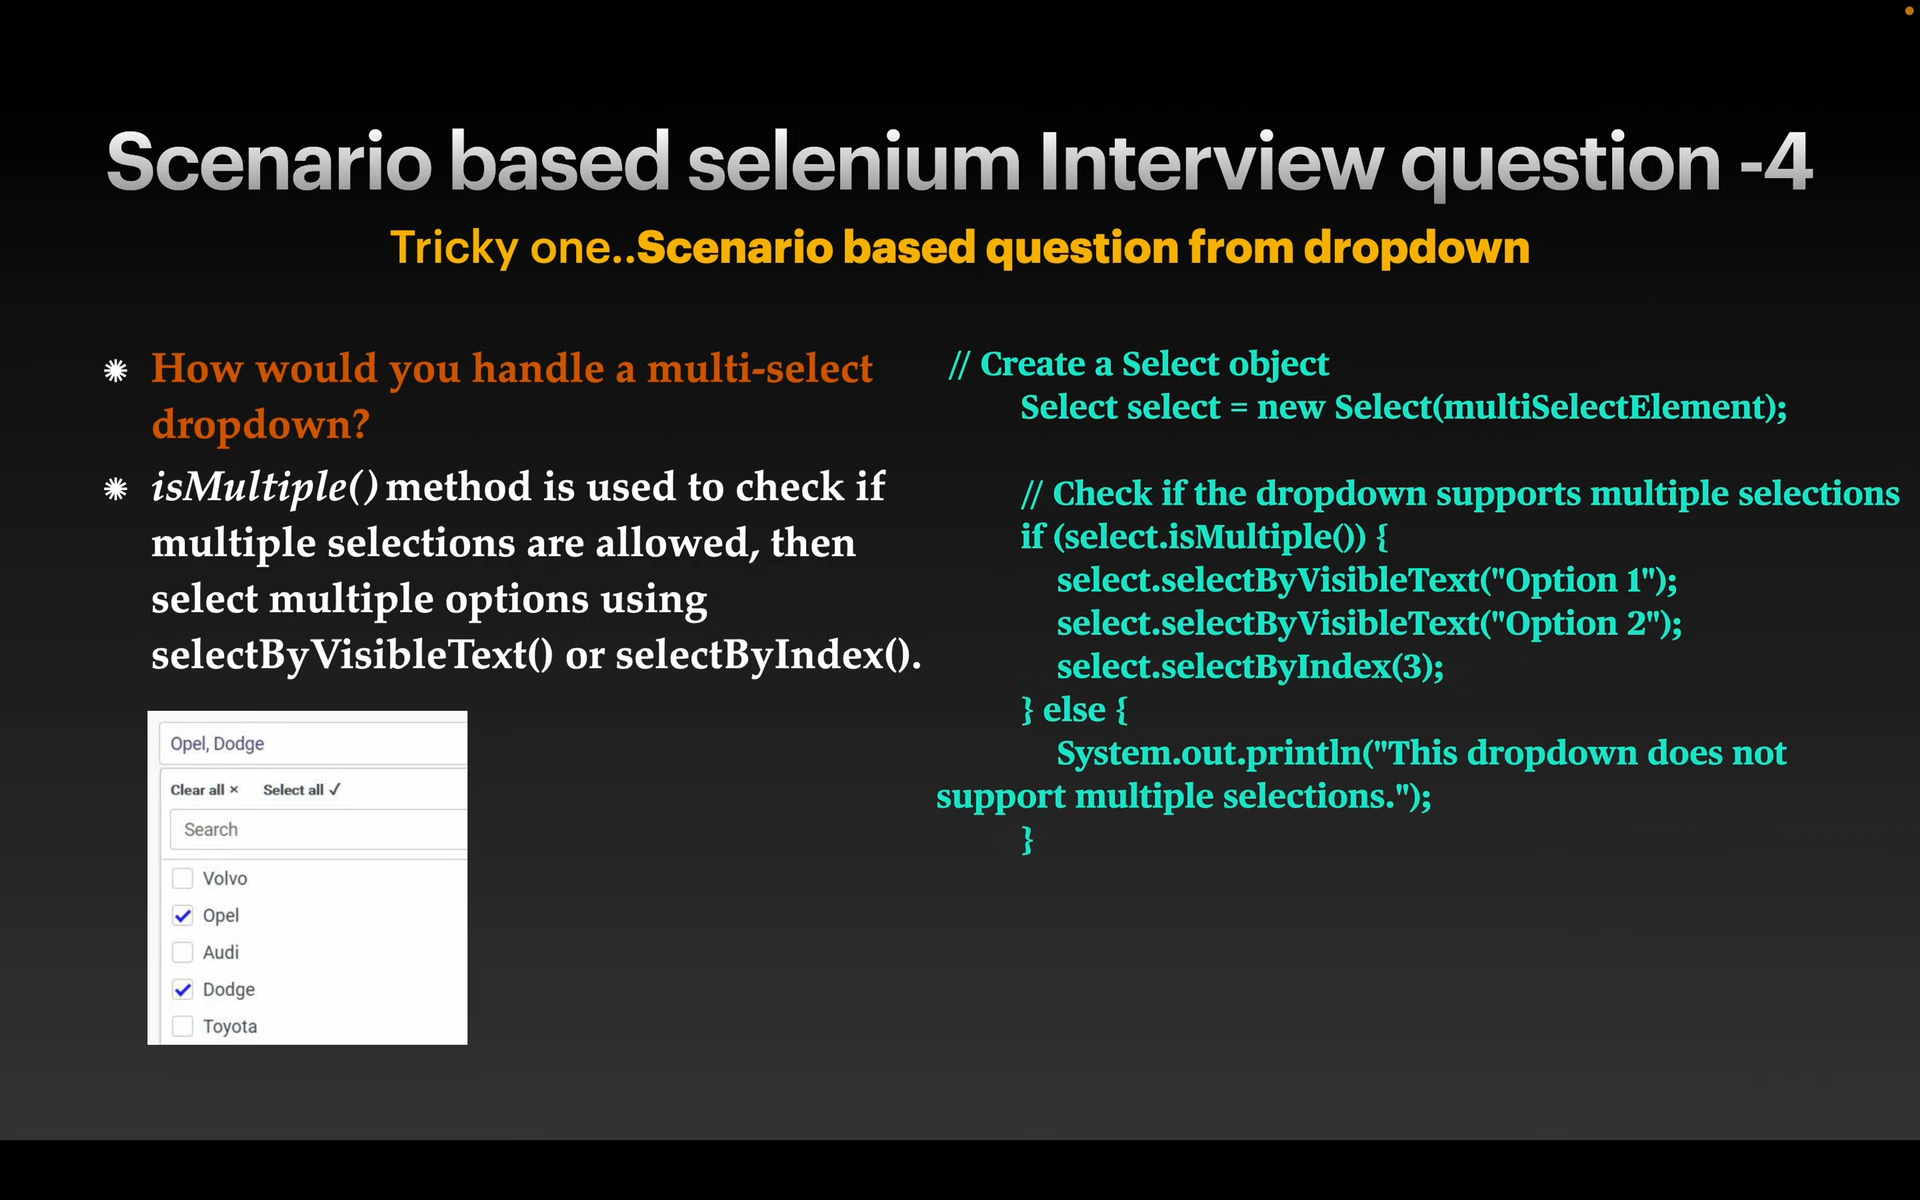 Scenario based selenium Interview question -4
Tricky one..Scenario based question from dropdown
How would you handle a multi-select
dropdown?
isMultiple() method is used to check if
multiple selections are allowed, then
select multiple options using
selectByVisibleText() or selectByIndex().
Opel, Dodge
Clear all × Select all ✓
Search
Volvo
Opel
Audi
Dodge
Toyota
// Create a Select object
Select select = new Select(multiSelectElement);
// Check if the dropdown supports multiple selections
if (select.isMultiple()) {
select.selectByVisibleText("Option 1");
select.selectByVisibleText("Option 2");
select.selectByIndex(3);
} else {
System.out.println("This dropdown does not
support multiple selections.");
}